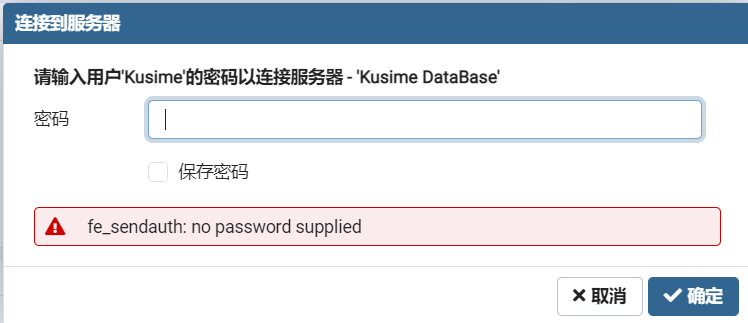 连接到服务器
请输入用户'Kusime'的密码以连接服务器 - 'Kusime DataBase'
密码
保存密码
fe_sendauth: no password supplied
取消
确定